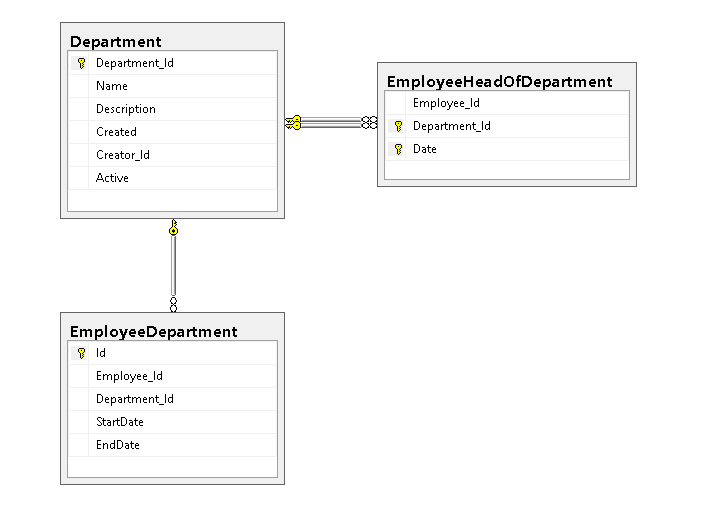 Department
Department_Id
Name
Description
Created
Creator_Id
Active
EmployeeHeadOfDepartment
Employee_Id
Department_Id
Date
EmployeeDepartment
Id
Employee_Id
Department_Id
StartDate
EndDate